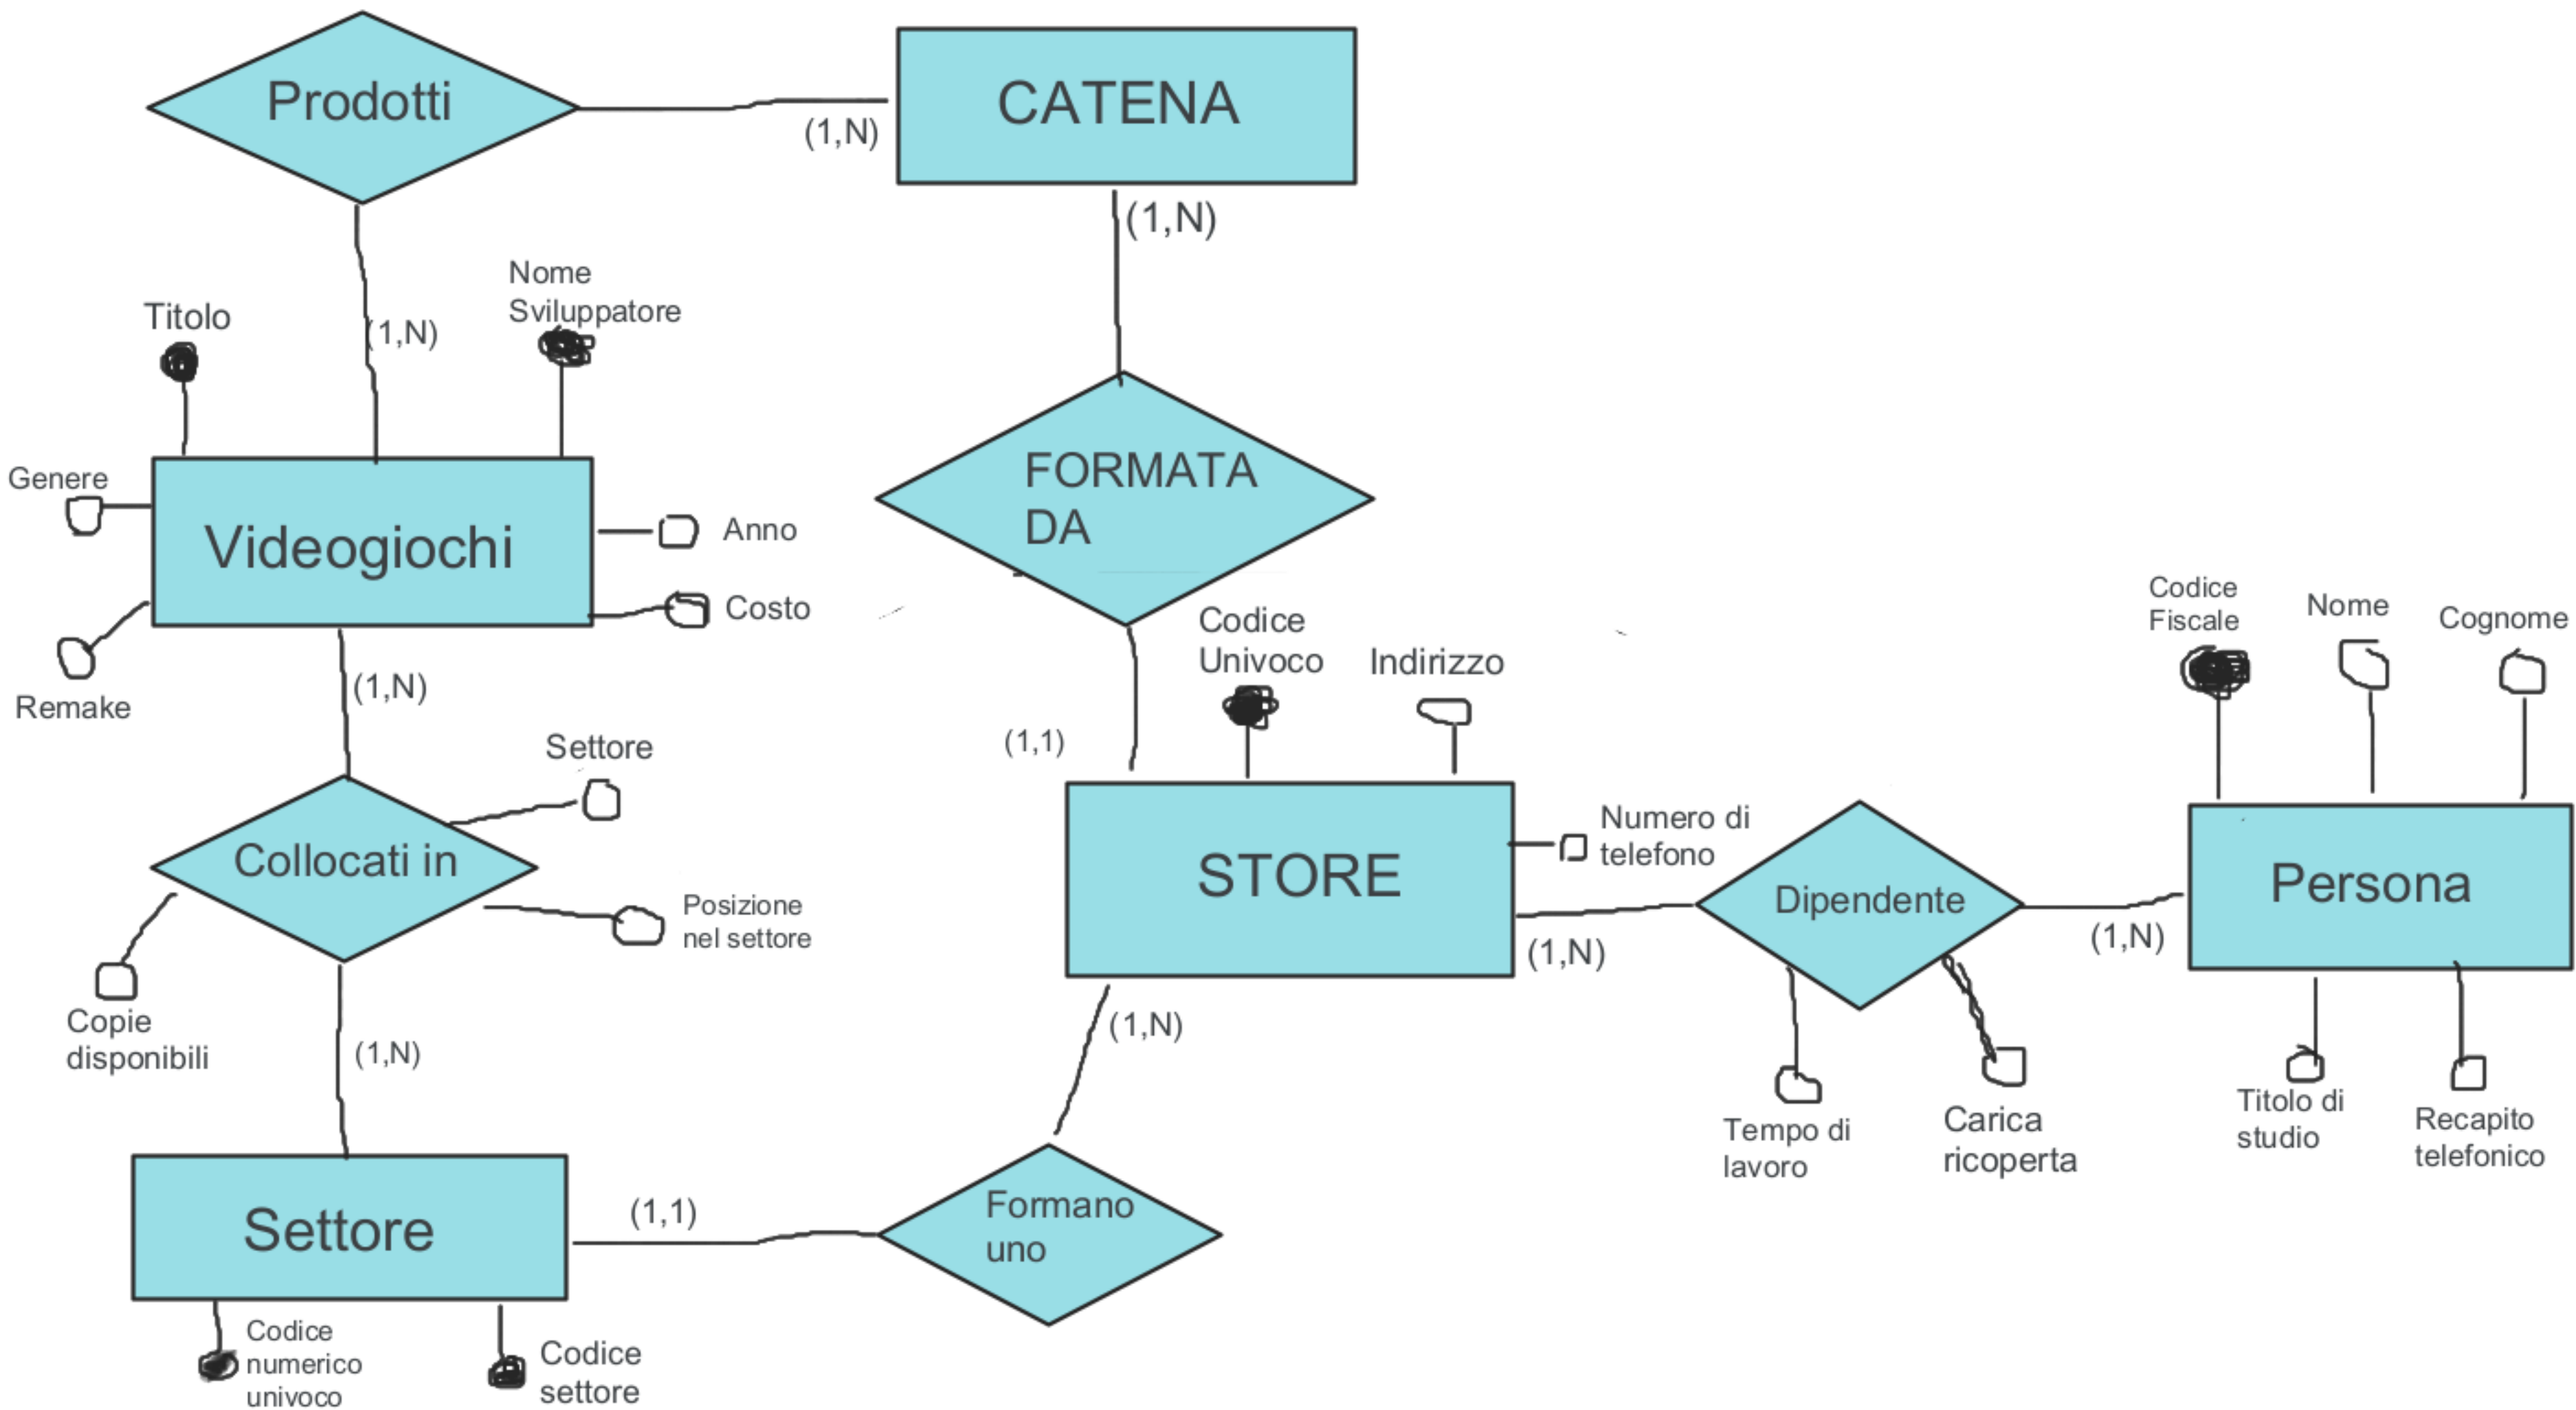 Prodotti
CATENA
(1,N)
(1,N)
Nome
Sviluppatore
Titolo
(1,N)
Genere
Videogiochi
Anno
Costo
Remake
(1,N)
FORMATA
DA
Codice
Univoco
Indirizzo
(1,1)
Codice
Fiscale
Nome
Cognome
Settore
Collocati in
Posizione
nel settore
Copie
disponibili
(1,N)
STORE
Numero di
telefono
(1,N)
Dipendente
(1,N)
Persona
(1,N)
Tempo di
lavoro
Carica
ricoperta
Titolo di
studio
Recapito
telefonico
Settore
(1,1)
Formano
uno
Codice
numerico
univoco
Codice
settore